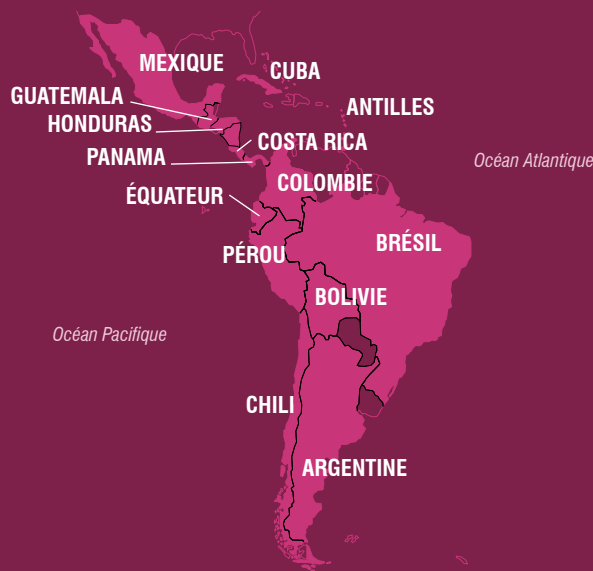 MEXIQUE
CUBA
GUATEMALA
ANTILLES
HONDURAS
COSTA RICA
PANAMA
Océan Atlantique
COLOMBIE
ÉQUATEUR
BRÉSIL
PÉROU
BOLIVIE
Océan Pacifique
CHILI
ARGENTINE